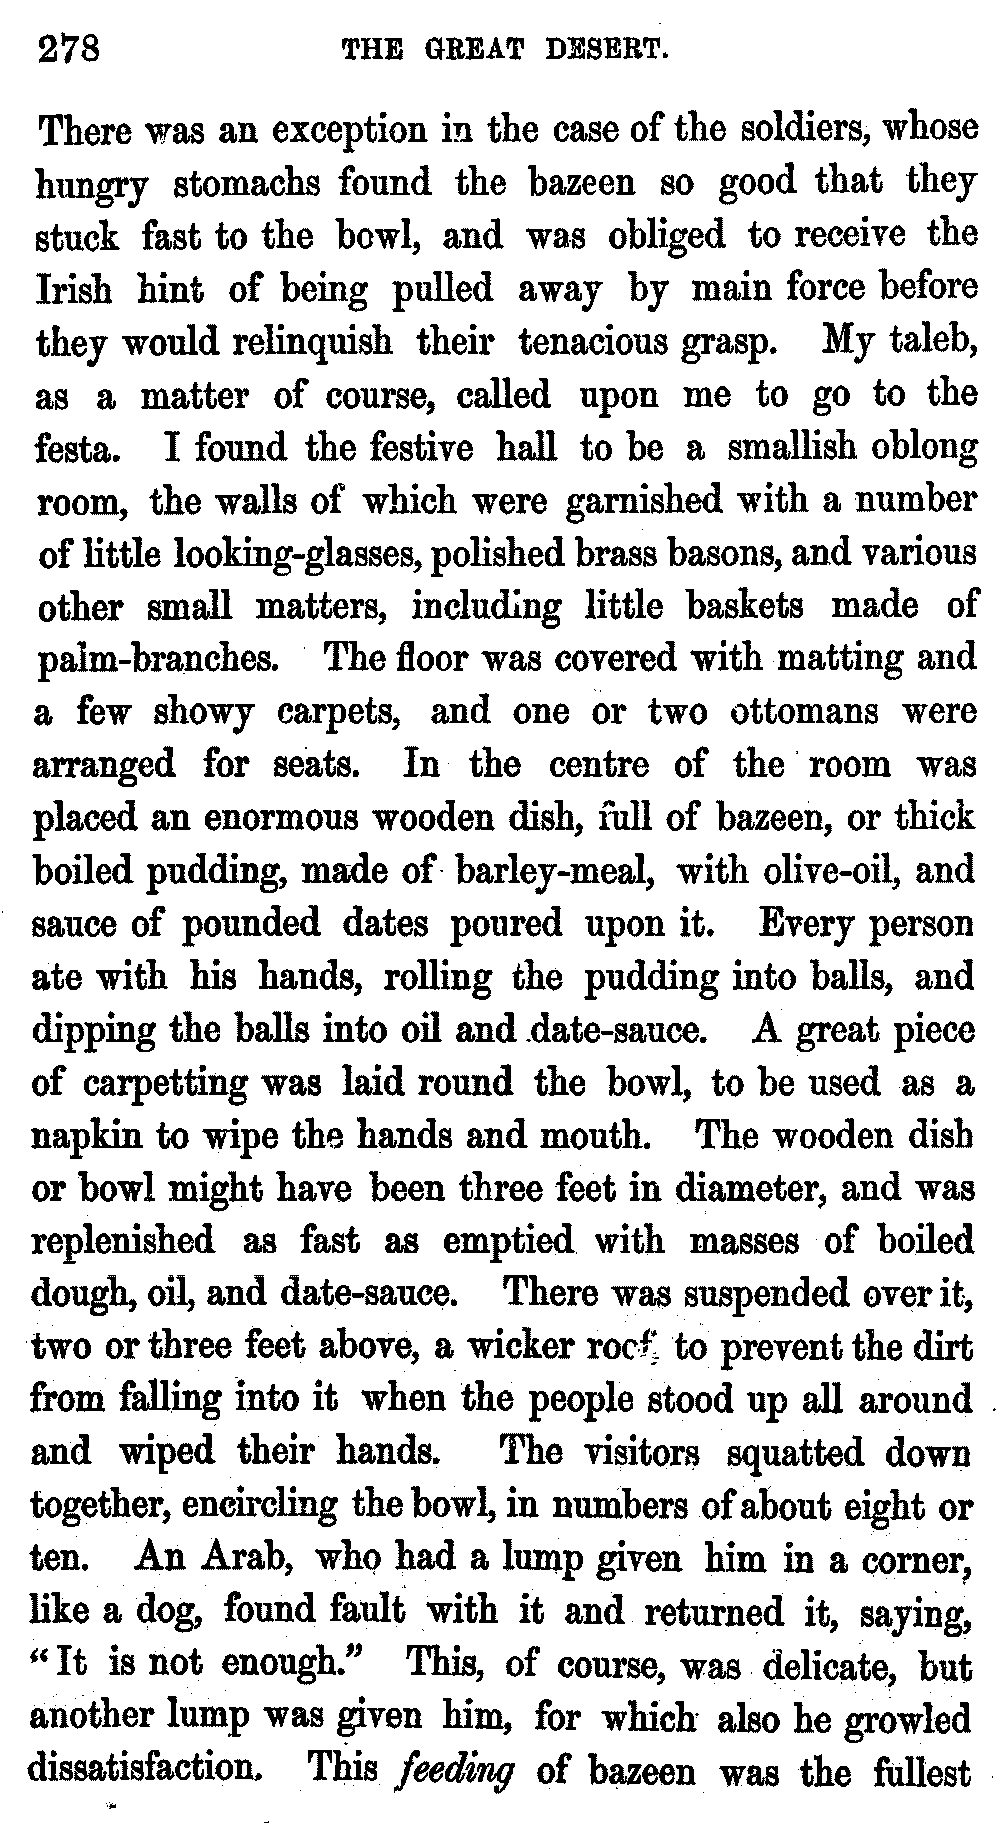 278 THE GREAT DESERT.
There was an exception in the case of the soldiers, whose
hungry stomachs found the bazeen so good that they
stuck fast to the bowl, and was obliged to receive the
Irish hint of being pulled away by main force before
they would relinquish their tenacious grasp. My taleb,
as a matter of course, called upon me to go to the
festa. I found the festive hall to be a smallish oblong
room, the walls of which were garnished with a number
of little looking-glasses, polished brass basons, and various
other small matters, including little baskets made of
palm-branches. The floor was covered with matting and
a few showy carpets, and one or two ottomans were
arranged for seats. In the centre of the room was
placed an enormous wooden dish, full of bazeen, or thick
boiled pudding, made of barley-meal, with olive-oil, and
sauce of pounded dates poured upon it. Every person
ate with his hands, rolling the pudding into balls, and
dipping the balls into oil and date-sauce. A great piece
of carpetting was laid round the bowl, to be used as a
napkin to wipe the hands and mouth. The wooden dish
or bowl might have been three feet in diameter, and was
replenished as fast as emptied with masses of boiled
dough, oil, and date-sauce. There was suspended over it,
two or three feet above, a wicker roof, to prevent the dirt
from falling into it when the people stood up all around
and wiped their hands. The visitors squatted down
together, encircling the bowl, in numbers of about eight or
ten. An Arab, who had a lump given him in a corner,
like a dog, found fault with it and returned it, saying,
“It is not enough.” This, of course, was delicate, but
another lump was given him, for which also he growled
dissatisfaction. This feeding of bazeen was the fullest